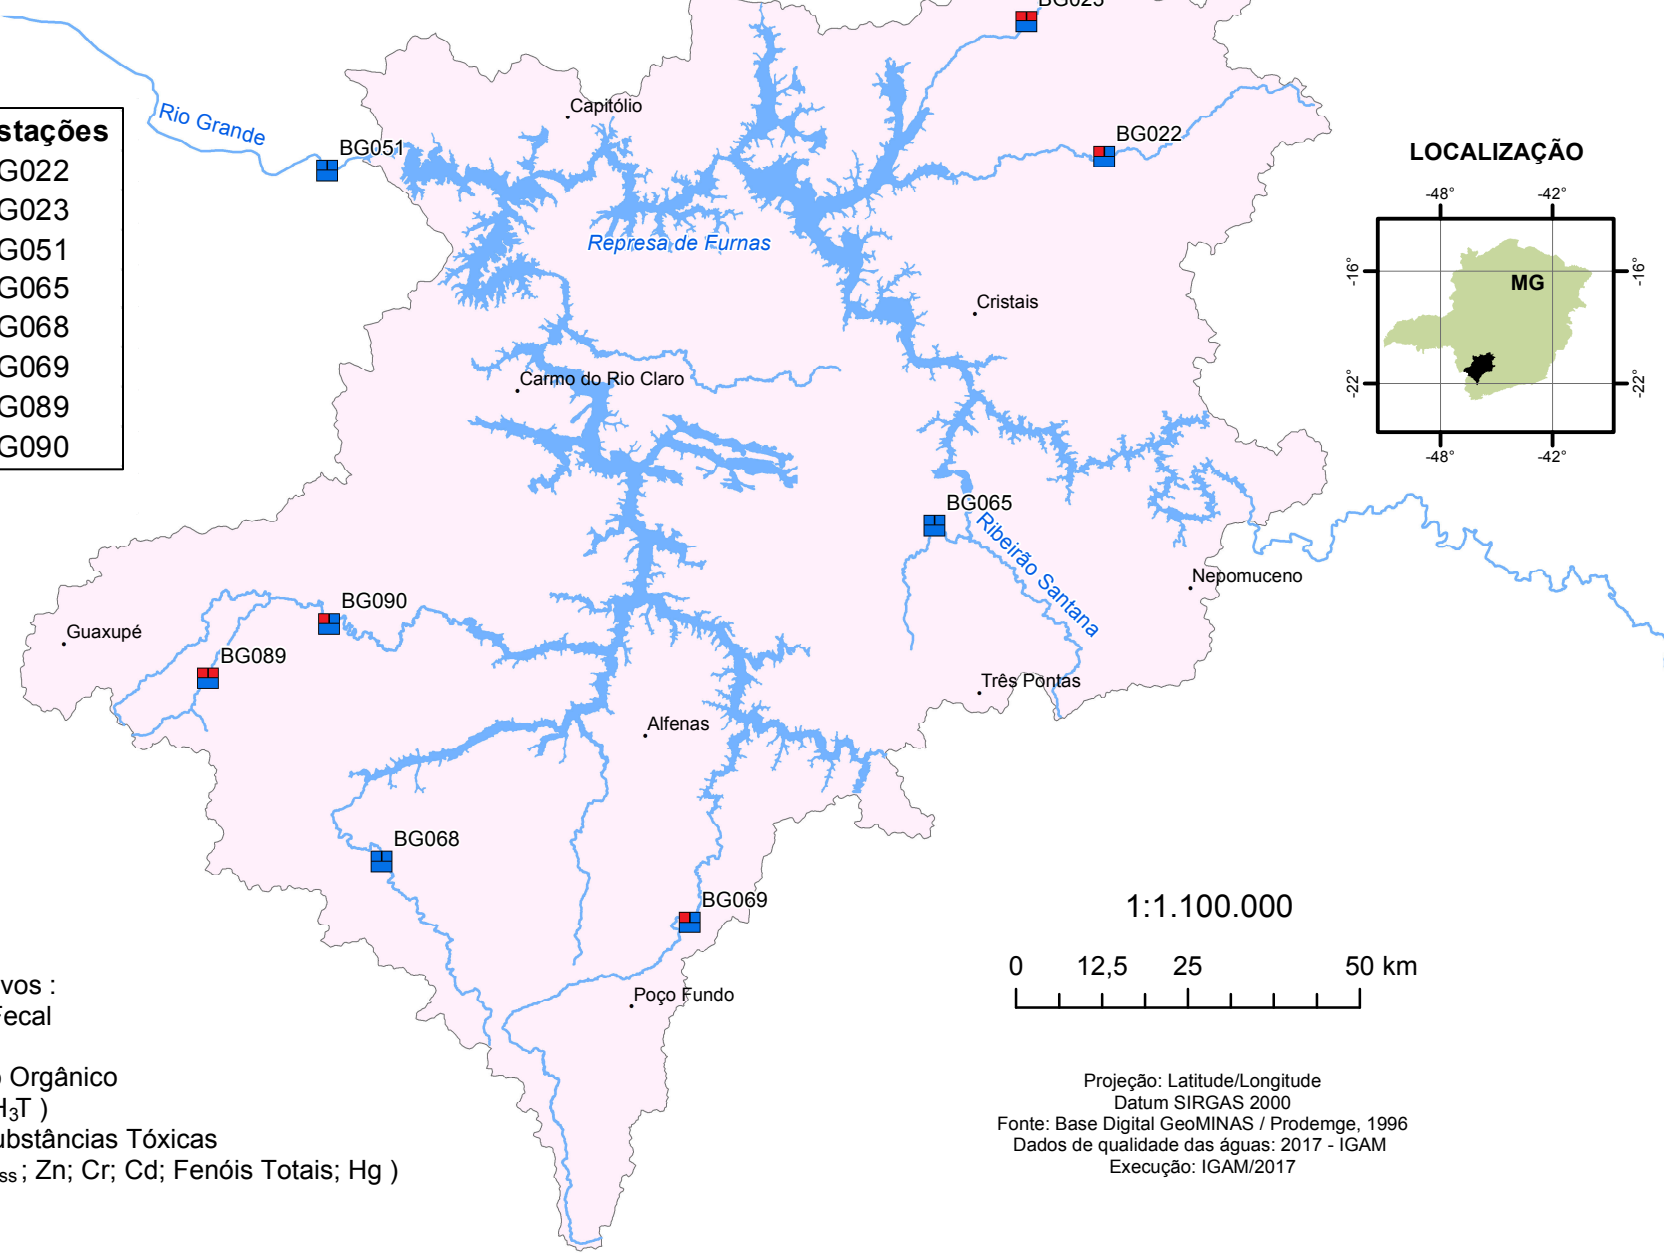 BG023
Capitólio
Rio Grande
BG051
BG022
stações
G022
G023
G051
G065
G068
G069
G089
G090
LOCALIZAÇÃO
-48° -42°
-16° MG -16°
-22° -22°
-48° -42°
Represa de Furnas
Cristais
Carmo do Rio Claro
BG065
Ribeirão Santana
Nepomuceno
BG090
Guaxupé
BG089
Três Pontas
Alfenas
BG068
BG069
Poço Fundo
1:1.100.000
0 12,5 25 50 km
vos :
Fecal
Orgânico
H₃T )
ubstâncias Tóxicas
ss ; Zn; Cr; Cd; Fenóis Totais; Hg )
Projeção: Latitude/Longitude
Datum SIRGAS 2000
Fonte: Base Digital GeoMINAS / Prodemge, 1996
Dados de qualidade das águas: 2017 - IGAM
Execução: IGAM/2017